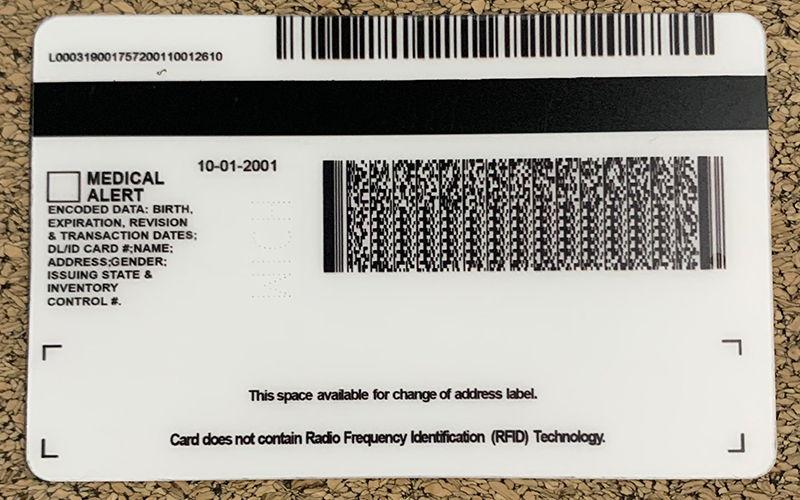 L000319001757200110012610
10-01-2001
MEDICAL
ALERT
ENCODED DATA: BIRTH,
EXPIRATION, REVISION
& TRANSACTION DATES;
DL/ID CARD #;NAME;
ADDRESS;GENDER;
ISSUING STATE &
INVENTORY
CONTROL #.
This space available for change of address label.
Card does not contain Radio Frequency Identification (RFID) Technology.